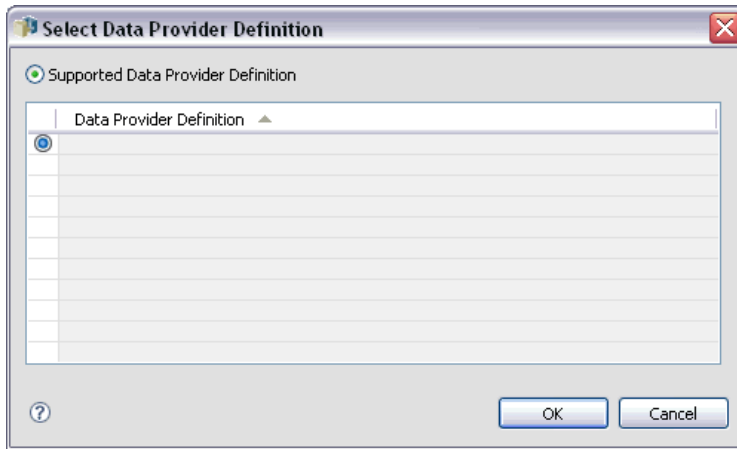 Select Data Provider Definition
Supported Data Provider Definition
Data Provider Definition
?
OK
Cancel